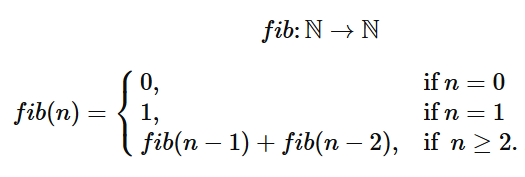 fib: ℕ → ℕ
fib(n) = { 0, if n = 0
1, if n = 1
fib(n − 1) + fib(n − 2), if n ≥ 2.